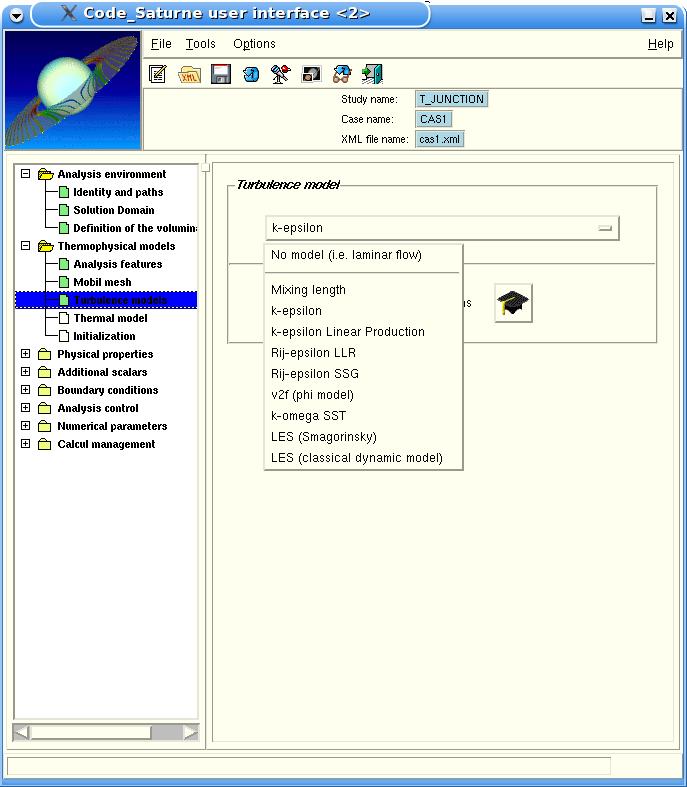 Code_Saturne user interface <2>
File Tools Options Help
XML
Study name: T_JUNCTION
Case name: CAS1
XML file name: cas1.xml
Analysis environment
Identity and paths
Solution Domain
Definition of the volumin
Thermophysical models
Analysis features
Mobil mesh
Turbulence models
Thermal model
Initialization
Physical properties
Additional scalars
Boundary conditions
Analysis control
Numerical parameters
Calcul management
Turbulence model
k-epsilon
No model (i.e. laminar flow)
Mixing length
k-epsilon
k-epsilon Linear Production
Rij-epsilon LLR
Rij-epsilon SSG
v2f (phi model)
k-omega SST
LES (Smagorinsky)
LES (classical dynamic model)